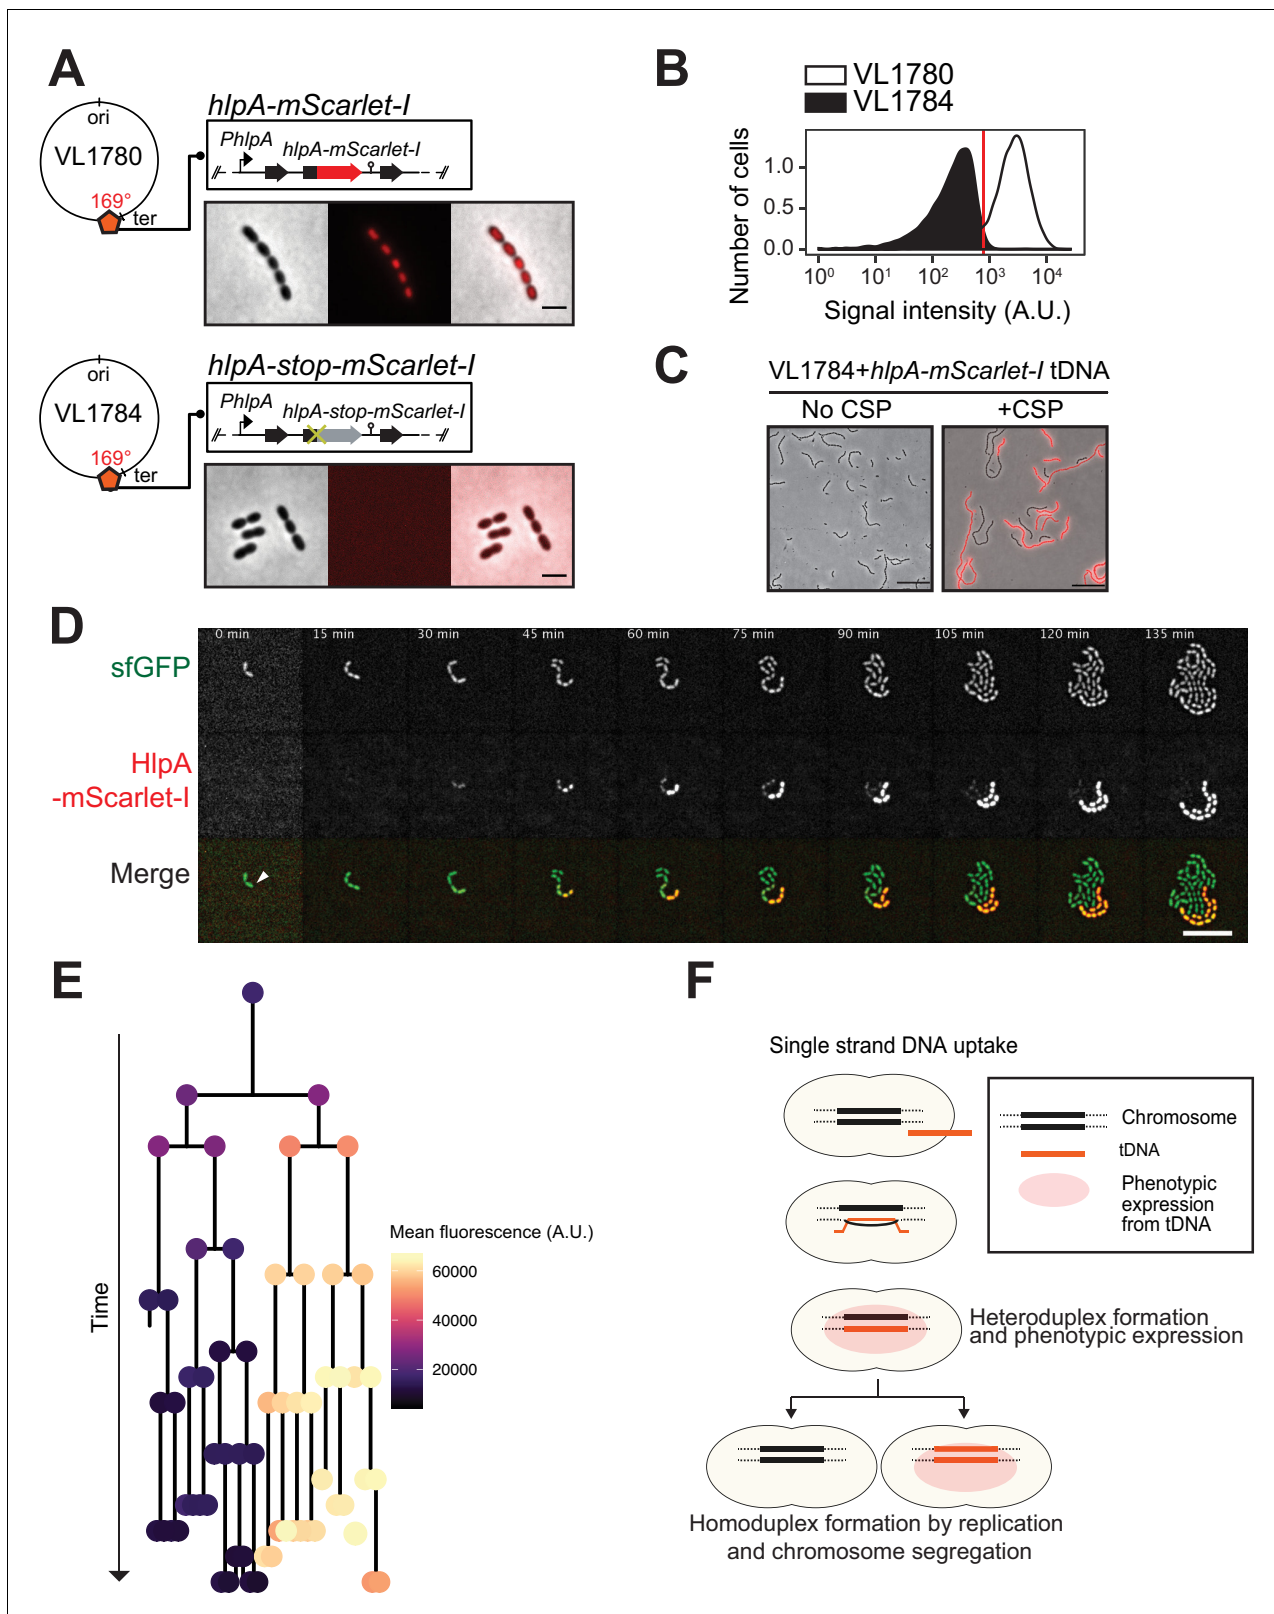 A
ori
VL1780
169°
ter
hlpA-mScarlet-I
PhlpA
hlpA-mScarlet-I
ori
VL1784
169°
ter
hlpA-stop-mScarlet-I
PhlpA
hlpA-stop-mScarlet-I
B
VL1780
VL1784
Number of cells
1.0
0.5
0.0
10⁰ 10¹ 10² 10³ 10⁴
Signal intensity (A.U.)
C
VL1784+hlpA-mScarlet-I tDNA
No CSP +CSP
D
0 min 15 min 30 min 45 min 60 min 75 min 90 min 105 min 120 min 135 min
sfGFP
HlpA
-mScarlet-I
Merge
E
Time
Mean fluorescence (A.U.)
60000
40000
20000
F
Single strand DNA uptake
Chromosome
tDNA
Phenotypic
expression
from tDNA
Heteroduplex formation
and phenotypic expression
Homoduplex formation by replication
and chromosome segregation